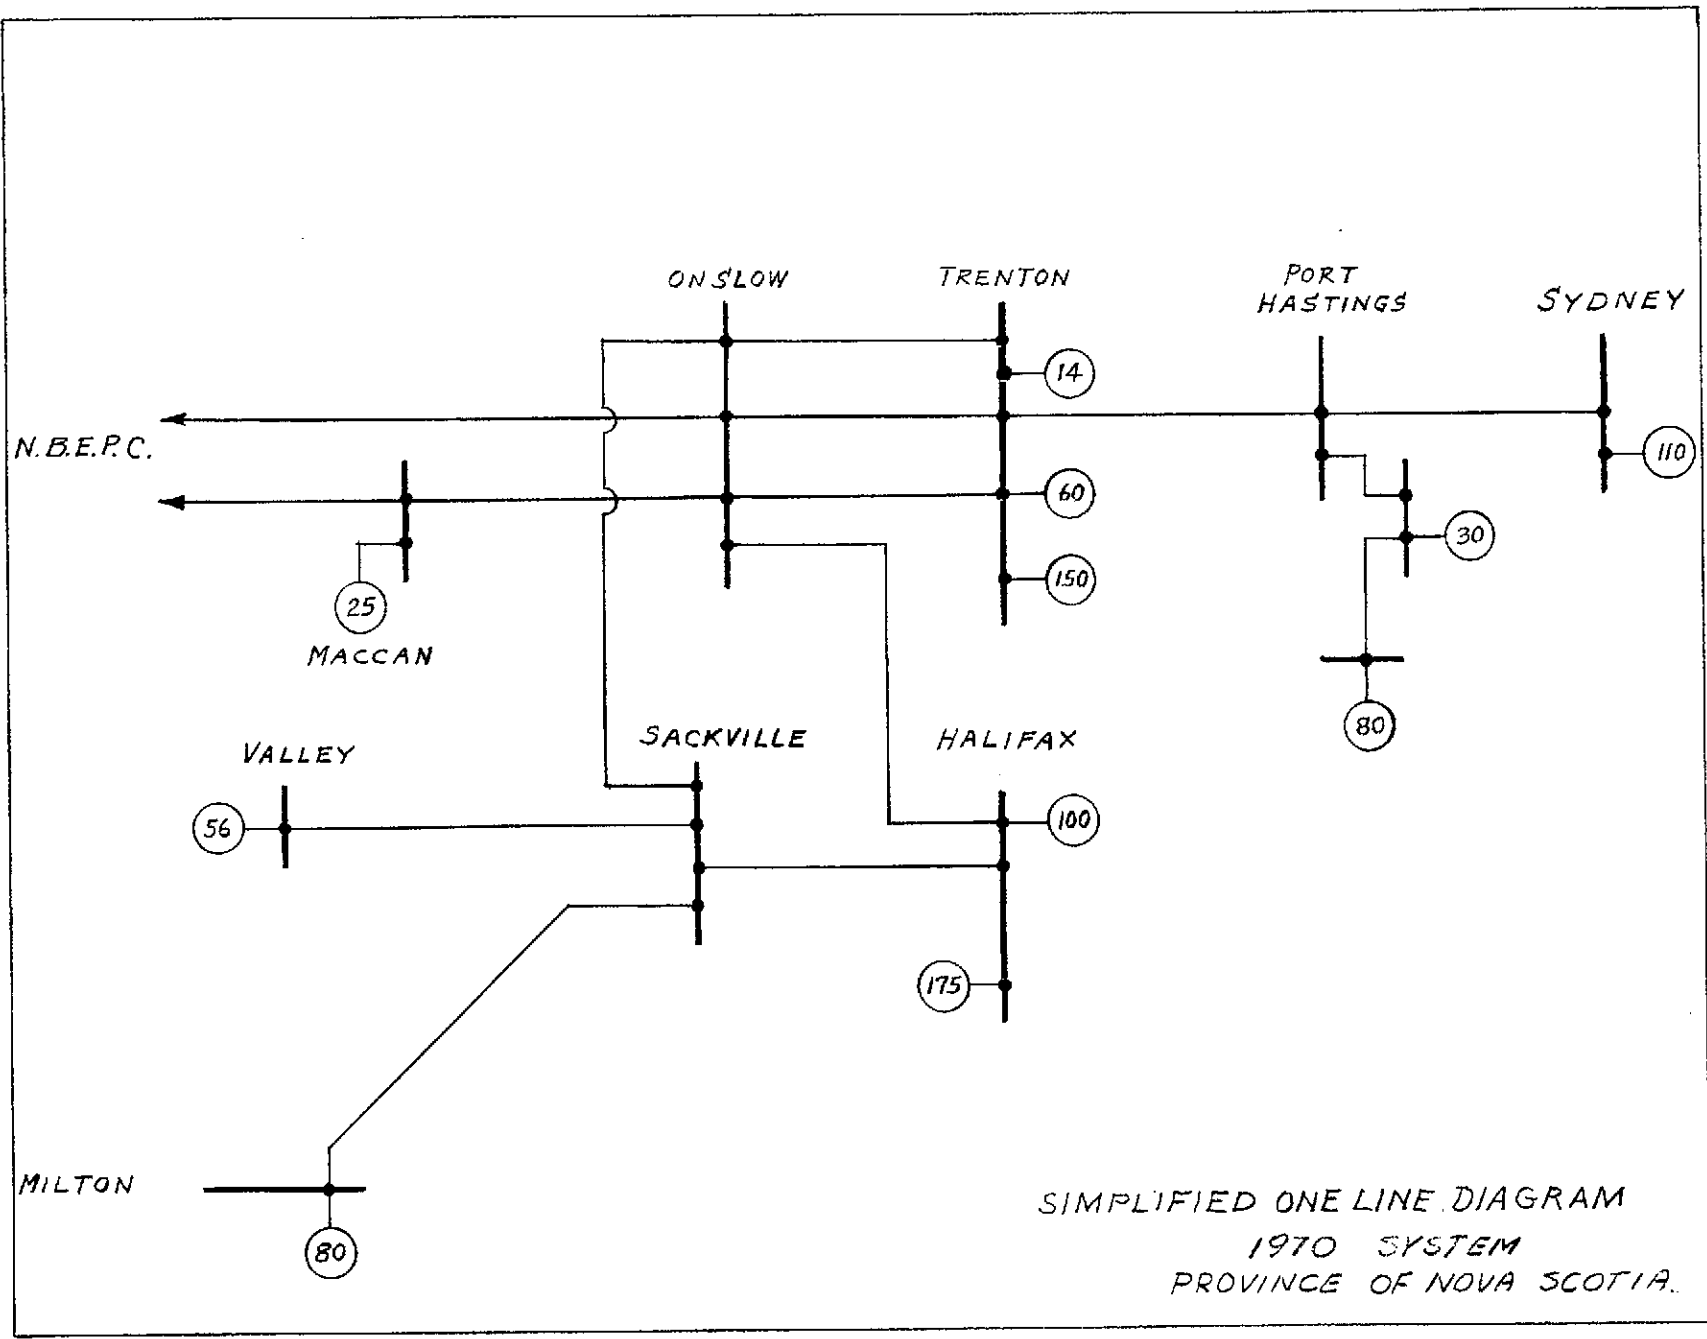 ONSLOW
TRENTON
PORT
HASTINGS
SYDNEY
14
N.B.E.P.C.
110
60
30
150
25
MACCAN
80
VALLEY
SACKVILLE
HALIFAX
56
100
175
MILTON
80
SIMPLIFIED ONE LINE DIAGRAM
1970 SYSTEM
PROVINCE OF NOVA SCOTIA.